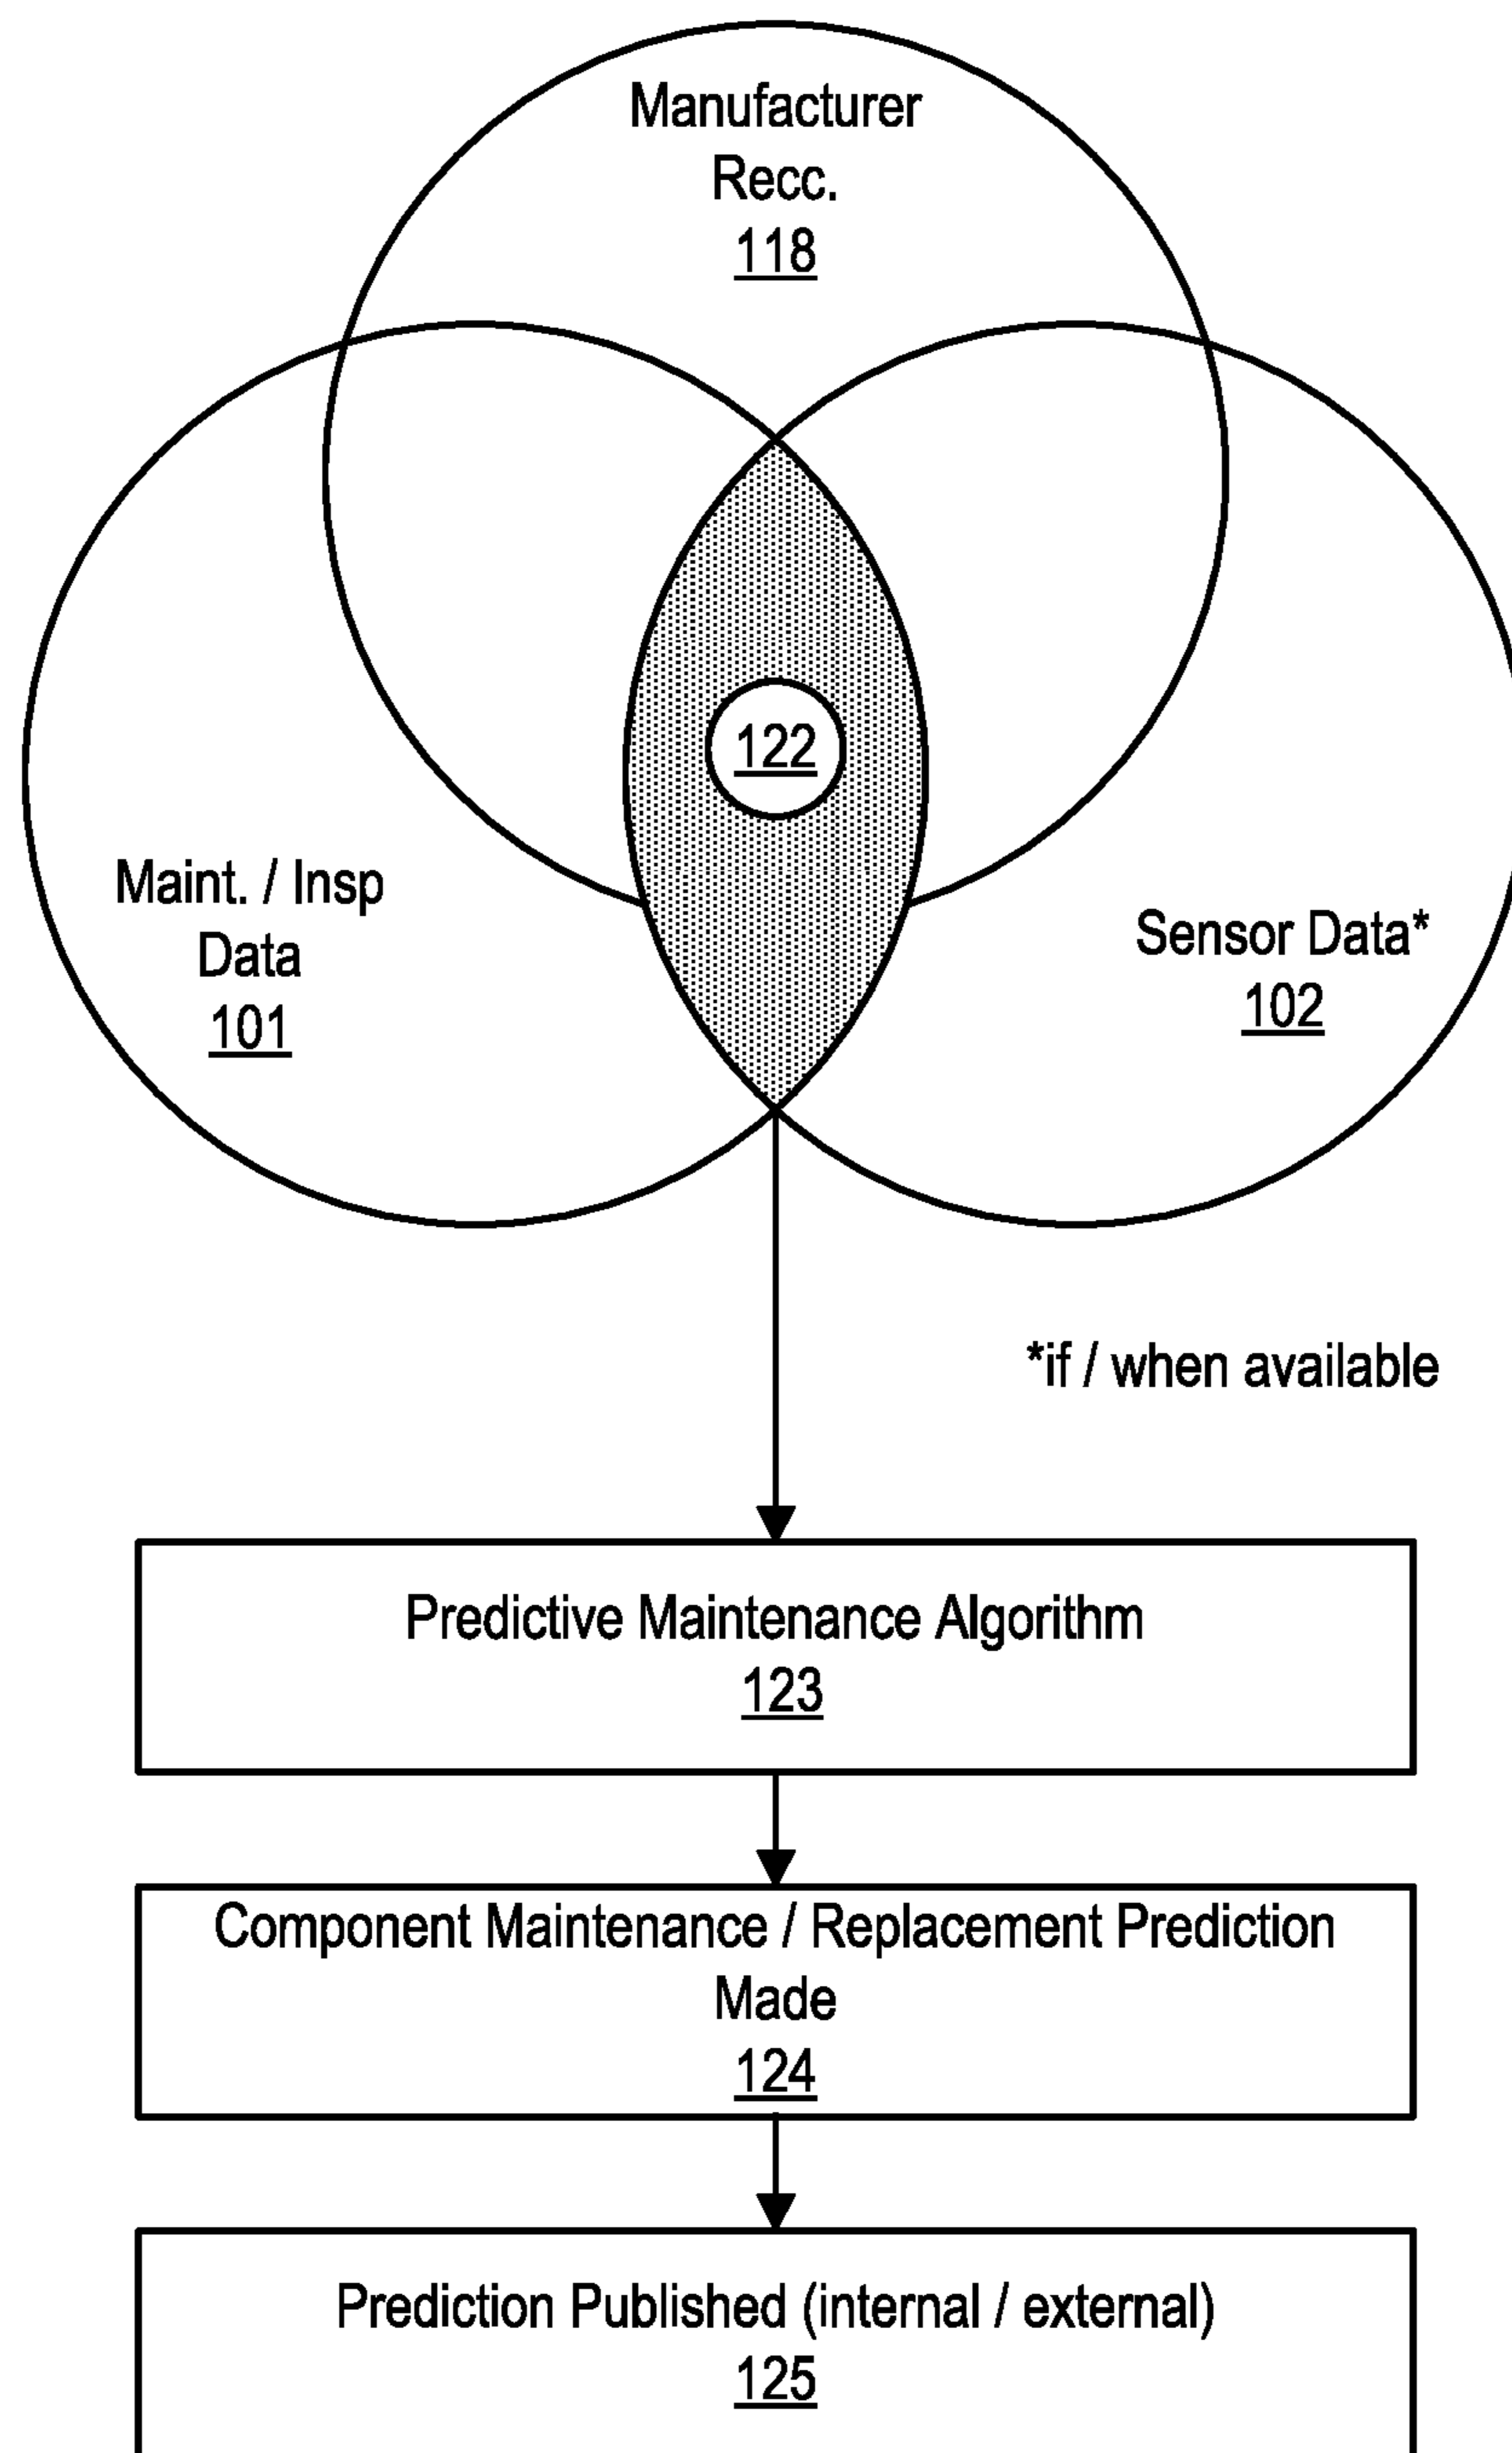 Manufacturer
Recc.
118
122
Maint. / Insp
Data
101
Sensor Data*
102
*if / when available
Predictive Maintenance Algorithm
123
Component Maintenance / Replacement Prediction
Made
124
Prediction Published (internal / external)
125